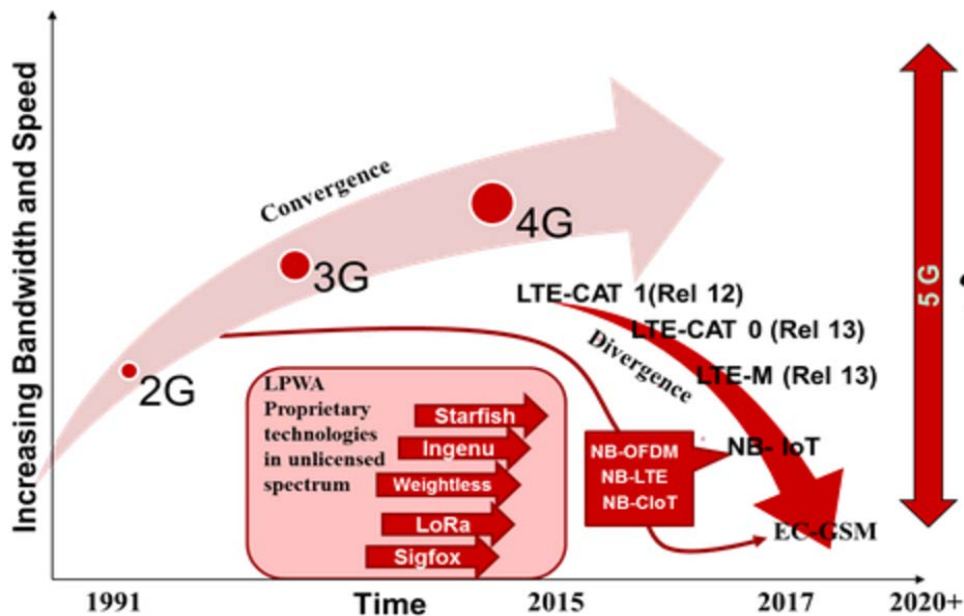 Increasing Bandwidth and Speed
Convergence
4G
3G
2G
5 G
LTE-CAT 1(Rel 12)
LTE-CAT 0 (Rel 13)
Divergence
LTE-M (Rel 13)
LPWA
Proprietary
technologies
in unlicensed
spectrum
Starfish
Ingenu
Weightless
LoRa
Sigfox
NB-OFDM
NB-LTE
NB-CIoT
NB- IoT
EC-GSM
1991
Time
2015
2017
2020+